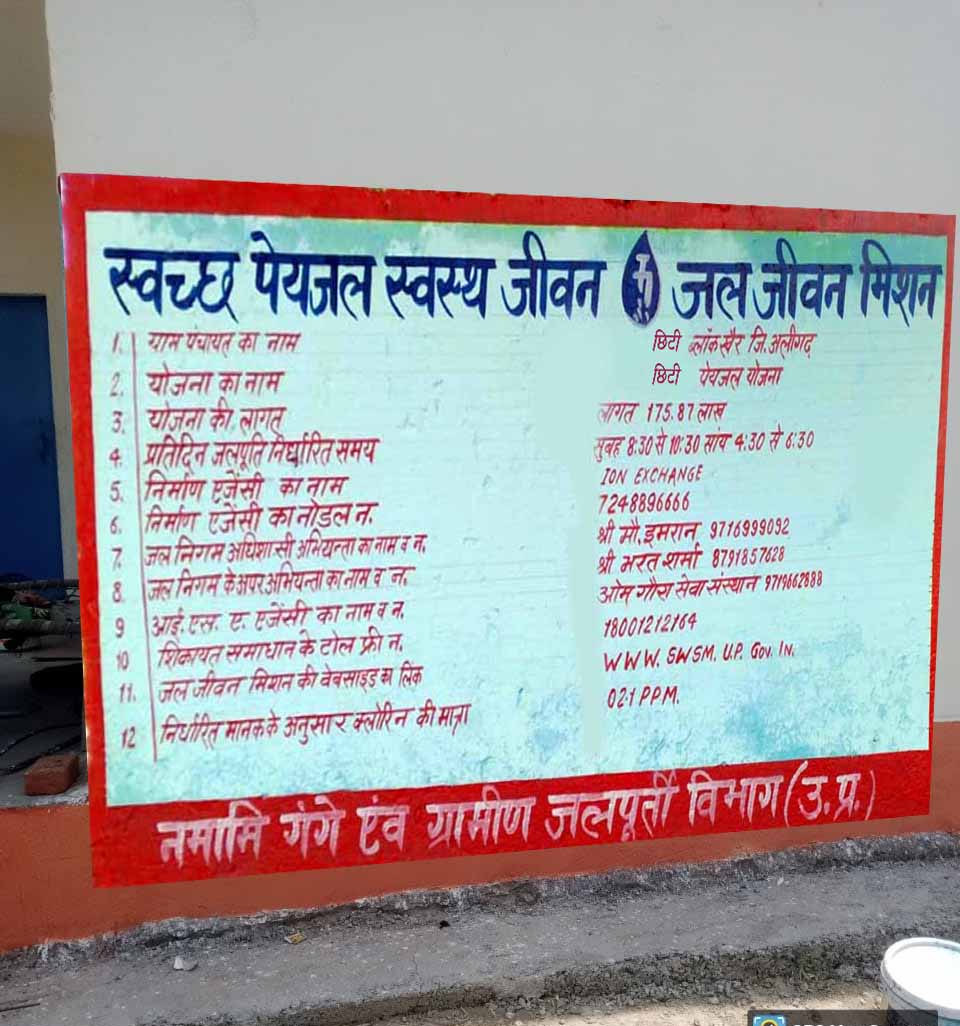 स्वच्छ पेयजल स्वस्थ जीवन जल जीवन मिशन
1. ग्राम पंचायत का नाम छिटी ब्लॉक खैर जि. अलीगढ़
2. योजना का नाम छिटी पेयजल योजना
3. योजना की लागत लागत 175.87 लाख
4. प्रतिदिन जलपूति निर्धारित समय सुबह 8:30 से 10:30 सांय 4:30 से 6:30
5. निर्माण एजेंसी का नाम ION EXCHANGE
6. निर्माण एजेंसी का नोडल न. 7248896666
7. जल निगम अधिशासी अभियन्ता का नाम व न. श्री मौ. इमरान 9716999092
8. जल निगम के अपर अभियन्ता का नाम व न. श्री भरत शर्मा 8791857628
9 आई. एस. ए. एजेंसी का नाम व न. ओम गौरा सेवा संस्थान 9719662888
10 शिकायत समाधान के टोल फ्री न. 18001212164
11. जल जीवन मिशन की वेबसाइड का लिंक WWW. SWSM. U.P. Gov. In.
12 निर्धारित मानक के अनुसार क्लोरिन की मात्रा 02.1 PPM.
नमामि गंगे एंव ग्रामीण जलपूर्ती विभाग (उ.प्र.)